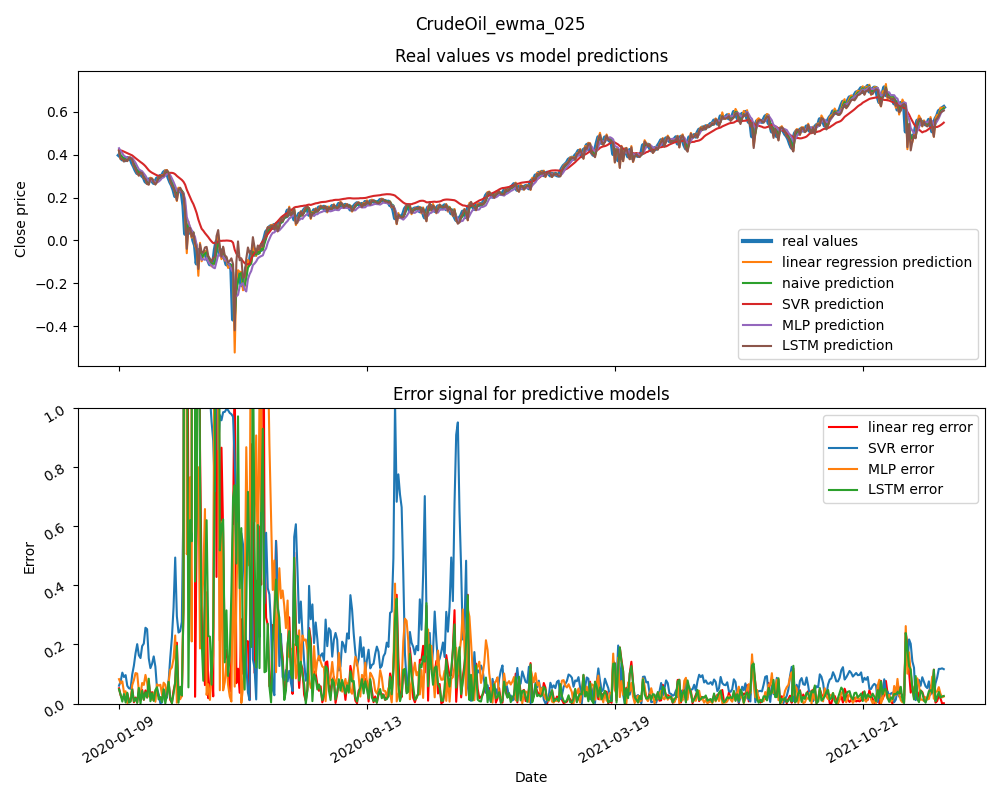 CrudeOil_ewma_025
Real values vs model predictions
Close price
0.6
0.4
0.2
0.0
−0.2
−0.4
real values
linear regression prediction
naive prediction
SVR prediction
MLP prediction
LSTM prediction
Error signal for predictive models
Error
1.0
0.8
0.6
0.4
0.2
0.0
linear reg error
SVR error
MLP error
LSTM error
2020-01-09
2020-08-13
2021-03-19
2021-10-21
Date